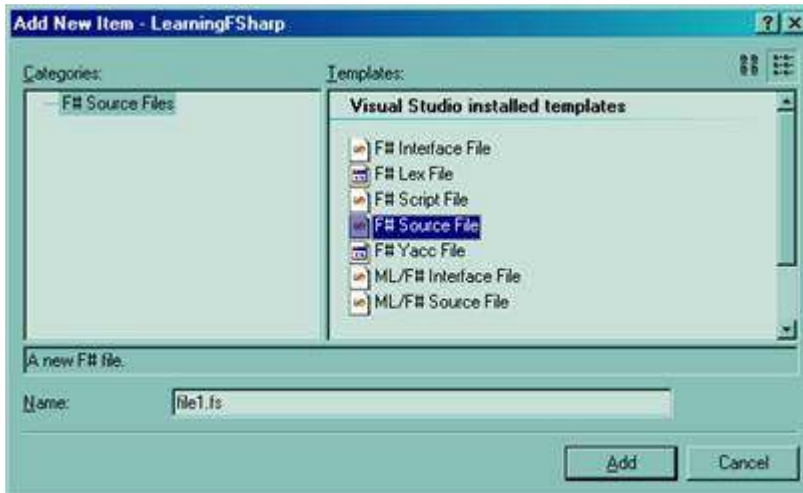 Add New Item - LearningFSharp
Categories:
Templates:
F# Source Files
Visual Studio installed templates
F# Interface File
F# Lex File
F# Script File
F# Source File
F# Yacc File
ML/F# Interface File
ML/F# Source File
A new F# file.
Name:
file1.fs
Add
Cancel